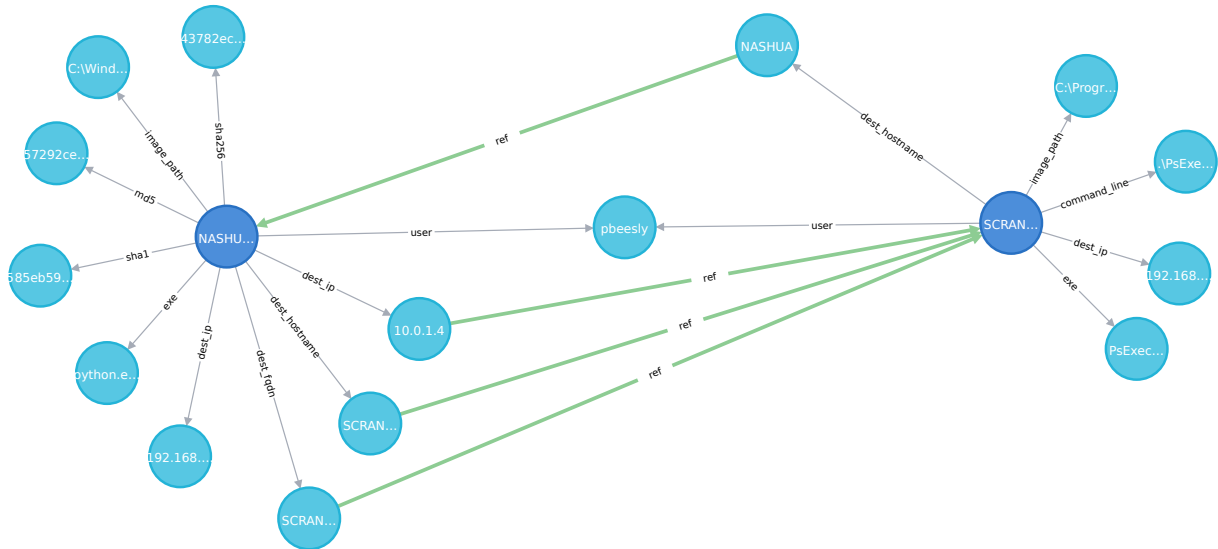 43782ec...
NASHUA
C:\Wind...
C:\Progr...
sha256
ref
dest_hostname
image_path
image_path
57292ce...
.\PsExe...
md5
command_line
NASHU...
user
pbeesly
user
SCRAN...
sha1
dest_ip
585eb59...
dest_ip
ref
192.168....
exe
exe
dest_hostname
10.0.1.4
ref
dest_ip
PsExec...
dest_fqdn
ref
python.e...
SCRAN...
192.168....
SCRAN...